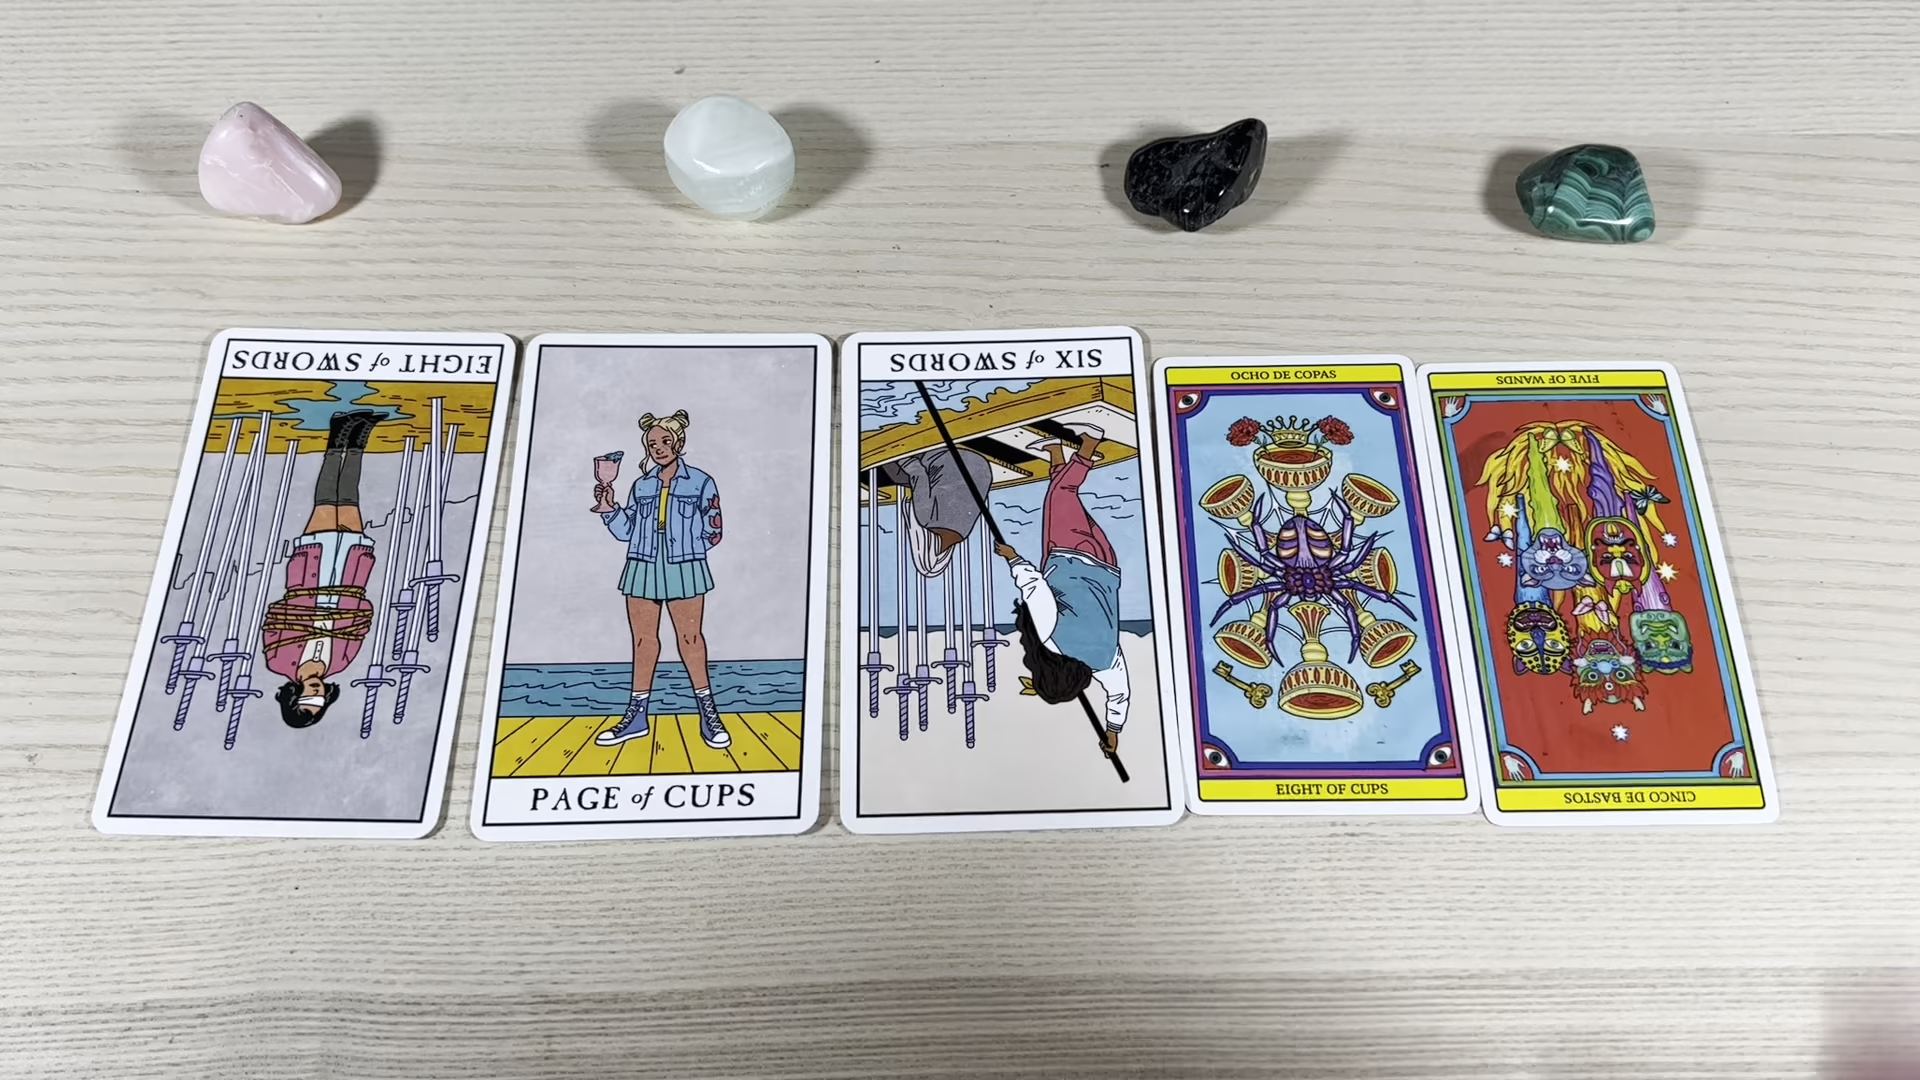 EIGHT of SWORDS
PAGE of CUPS
SIX of SWORDS
OCHO DE COPAS
EIGHT OF CUPS
FIVE OF WANDS
CINCO DE BASTOS